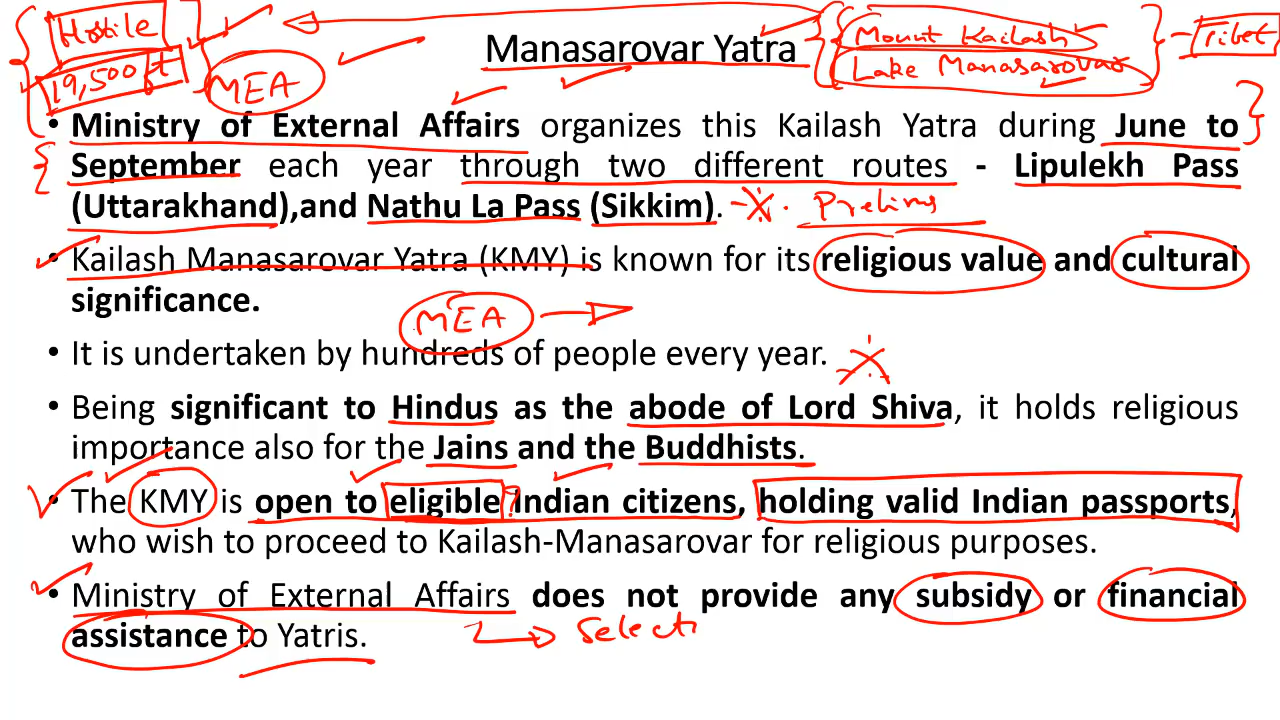 Hostile
19,500 ft
MEA
Manasarovar Yatra
Mount Kailash
Lake Manasarovar
Tibet
• Ministry of External Affairs organizes this Kailash Yatra during June to
September each year through two different routes - Lipulekh Pass
(Uttarakhand),and Nathu La Pass (Sikkim). Prelims
• Kailash Manasarovar Yatra (KMY) is known for its religious value and cultural
significance.
MEA
• It is undertaken by hundreds of people every year.
• Being significant to Hindus as the abode of Lord Shiva, it holds religious
importance also for the Jains and the Buddhists.
• The KMY is open to eligible ? Indian citizens, holding valid Indian passports,
who wish to proceed to Kailash-Manasarovar for religious purposes.
• Ministry of External Affairs does not provide any subsidy or financial
assistance to Yatris.
Selecti